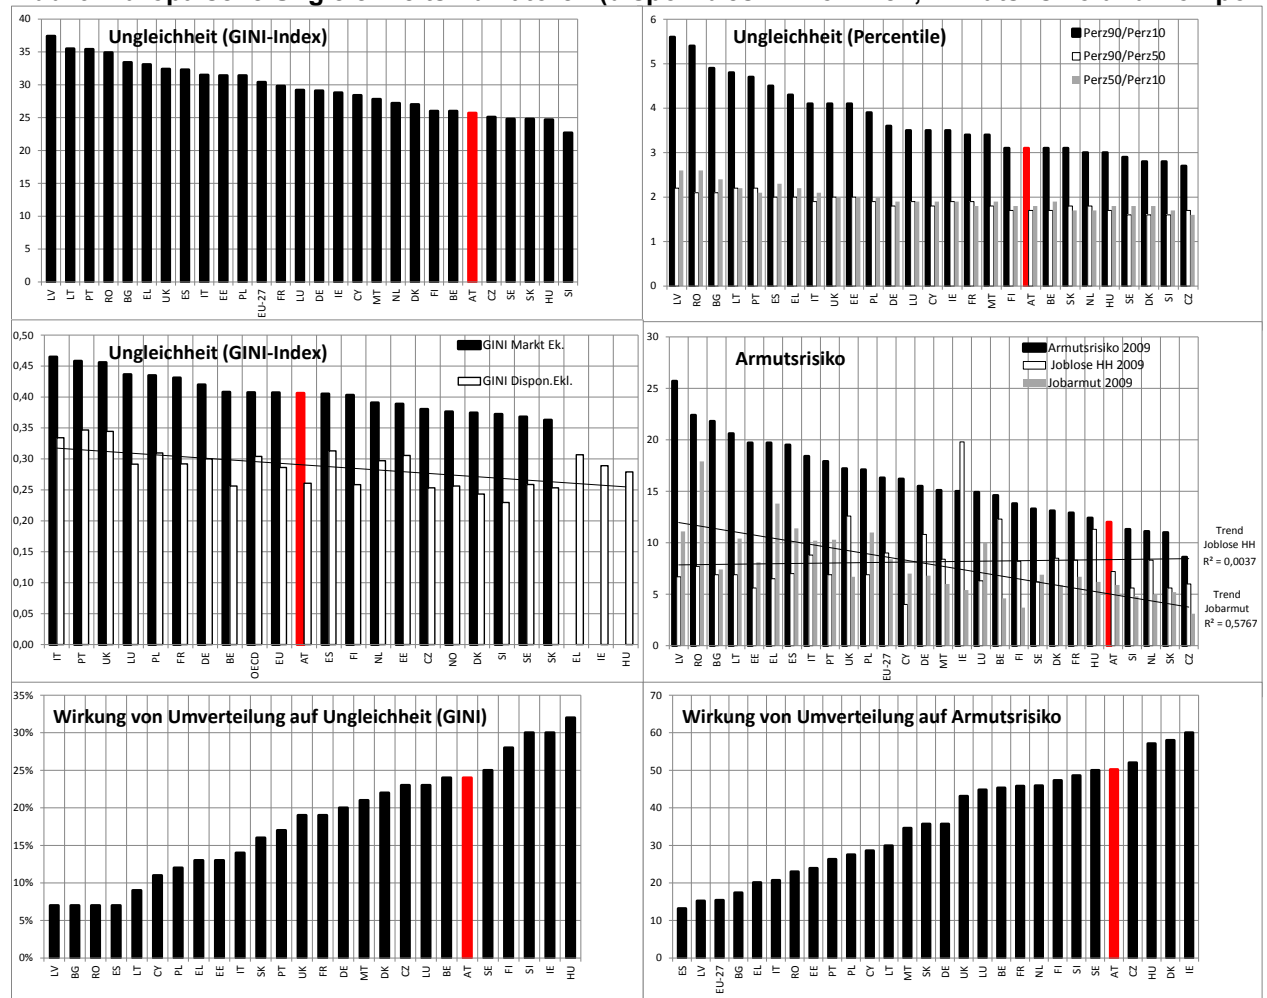 Ungleichheit (GINI-Index)
40
35
30
25
20
15
10
5
0
LV LT PT RO BG EL UK ES IT EE PL EU-27 FR LU DE IE CY MT NL DK FI BE AT CZ SE SK HU SI
Ungleichheit (Percentile)
Perz90/Perz10
Perz90/Perz50
Perz50/Perz10
6
5
4
3
2
1
0
LV RO BG LT PT ES EL IT UK EE PL DE LU CY IE FR MT FI AT BE SK NL HU SE DK SI CZ
Ungleichheit (GINI-Index)
GINI Markt Ek.
GINI Dispon.Ekl.
0,50
0,45
0,40
0,35
0,30
0,25
0,20
0,15
0,10
0,05
0,00
IT PT UK LU PL FR DE BE OECD EU AT ES FI NL EE CZ NO DK SI SE SK EL IE HU
Armutsrisiko
Armutsrisiko 2009
Joblose HH 2009
Jobarmut 2009
30
25
20
15
10
5
0
Trend
Joblose HH
R² = 0,0037
Trend
Jobarmut
R² = 0,5767
LV RO BG LT EE EL ES IT PT UK PL EU-27 CY DE MT IE LU BE FI SE DK FR HU AT SI NL SK CZ
Wirkung von Umverteilung auf Ungleichheit (GINI)
35%
30%
25%
20%
15%
10%
5%
0%
LV BG RO ES LT CY PL EL EE IT SK PT UK FR DE MT DK CZ LU BE AT SE FI SI IE HU
Wirkung von Umverteilung auf Armutsrisiko
70
60
50
40
30
20
10
0
ES LV EU-27 BG EL IT RO EE PT PL CY LT MT SK DE UK LU BE FR NL FI SI SE AT CZ HU DK IE